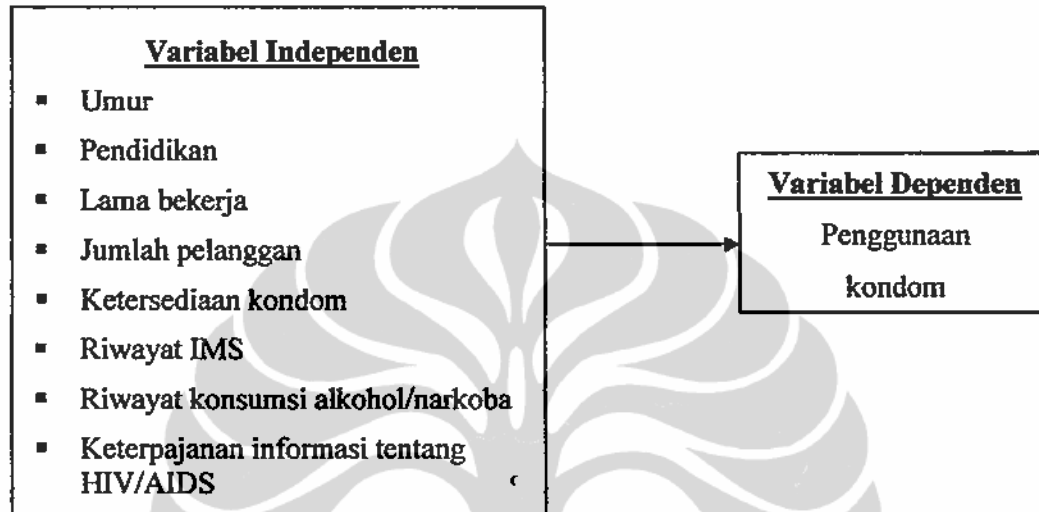 Variabel Independen
▪ Umur
▪ Pendidikan
▪ Lama bekerja
▪ Jumlah pelanggan
▪ Ketersediaan kondom
▪ Riwayat IMS
▪ Riwayat konsumsi alkohol/narkoba
▪ Keterpajanan informasi tentang
HIV/AIDS
Variabel Dependen
Penggunaan
kondom